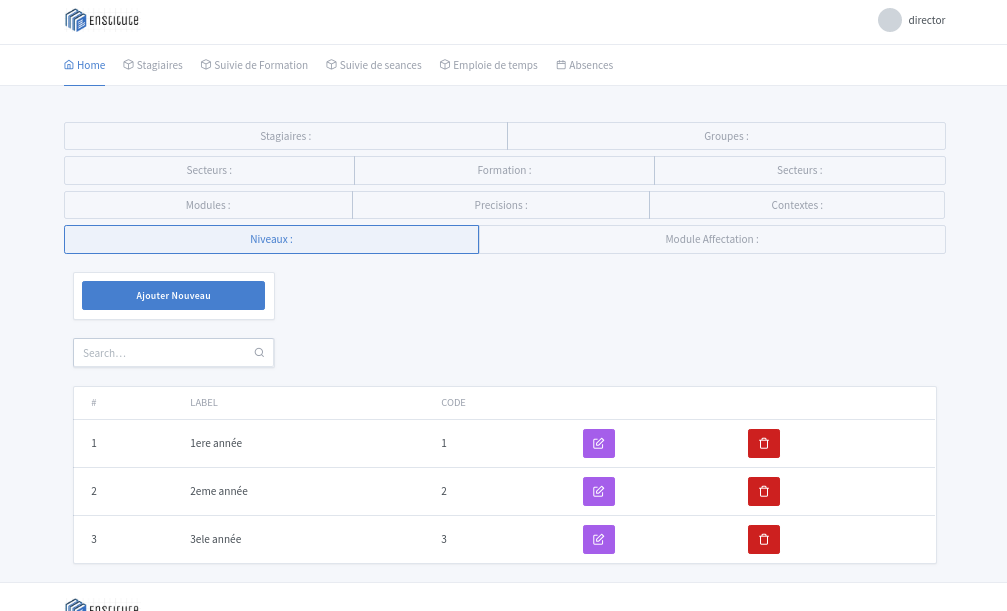 Enstitute
director
Home Stagiaires Suivie de Formation Suivie de seances Emploie de temps Absences
Stagiaires : Groupes :
Secteurs : Formation : Secteurs :
Modules : Precisions : Contextes :
Niveaux : Module Affectation :
Ajouter Nouveau
Search…
# LABEL CODE
1 1ere année 1
2 2eme année 2
3 3ele année 3
Enstitute